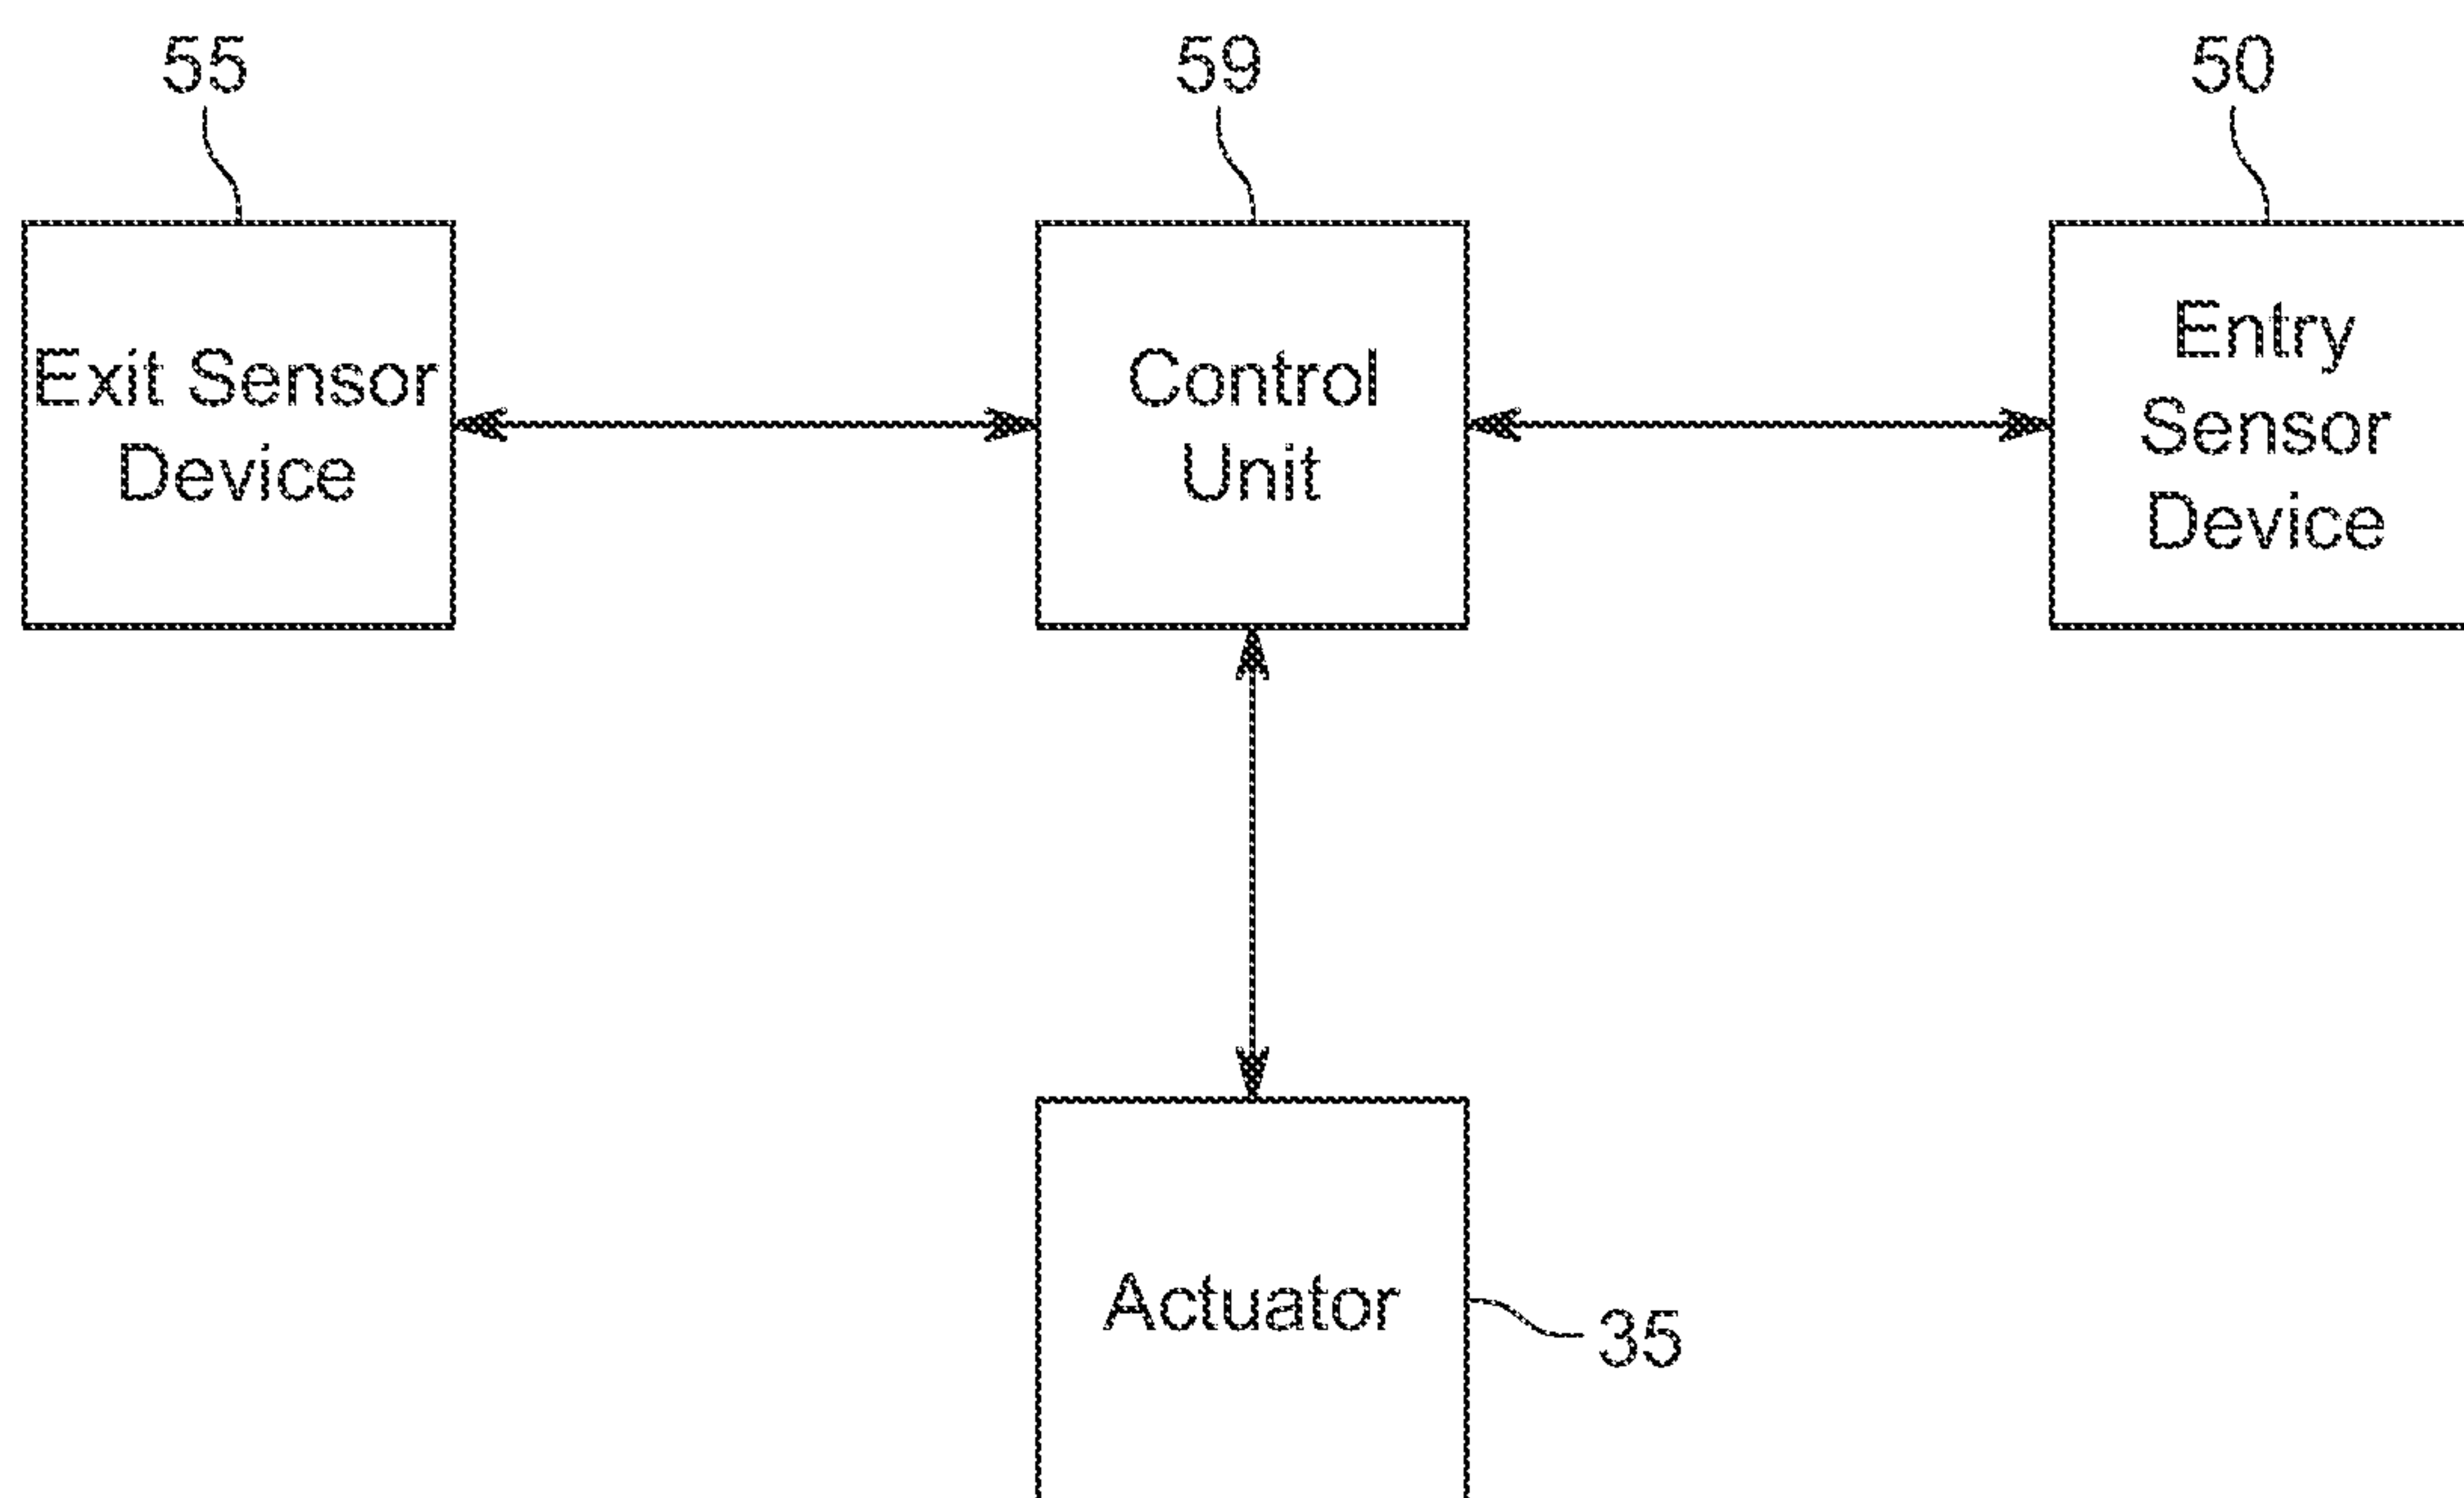 55
59
50
Exit Sensor
Device
Control
Unit
Entry
Sensor
Device
Actuator
35